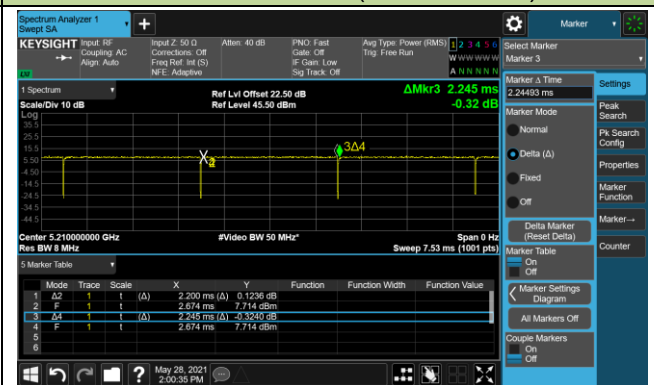 Spectrum Analyzer 1
Swept SA
+
Marker
KEYSIGHT
Input: RF
Coupling: AC
Align: Auto
Input Z: 50 Ω
Corrections: Off
Freq Ref: Int (S)
NFE: Adaptive
Atten: 40 dB
PNO: Fast
Gate: Off
IF Gain: Low
Sig Track: Off
Avg Type: Power (RMS)
Trig: Free Run
1 2 3 4 5 6
W W W W W W
A N N N N N
Select Marker
Marker 3
1 Spectrum
Scale/Div 10 dB
Ref Lvl Offset 22.50 dB
Ref Level 45.50 dBm
ΔMkr3 2.245 ms
-0.32 dB
Log
35.5
25.5
15.5
5.50
-4.50
-14.5
-24.5
-34.5
-44.5
3Δ4
Center 5.210000000 GHz
Res BW 8 MHz
#Video BW 50 MHz*
Span 0 Hz
Sweep 7.53 ms (1001 pts)
5 Marker Table
Mode Trace Scale X Y Function Function Width Function Value
1 Δ2 1 t (Δ) 2.200 ms (Δ) 0.1236 dB
2 F 1 t 2.674 ms 7.714 dBm
3 Δ4 1 t (Δ) 2.245 ms (Δ) -0.3240 dB
4 F 1 t 2.674 ms 7.714 dBm
5
6
Marker Δ Time
2.24493 ms
Marker Mode
Normal
Delta (Δ)
Fixed
Off
Delta Marker
(Reset Delta)
Marker Table
On
Off
Marker Settings
Diagram
All Markers Off
Couple Markers
On
Off
Settings
Peak
Search
Pk Search
Config
Properties
Marker
Function
Marker→
Counter
?
May 28, 2021
2:00:35 PM